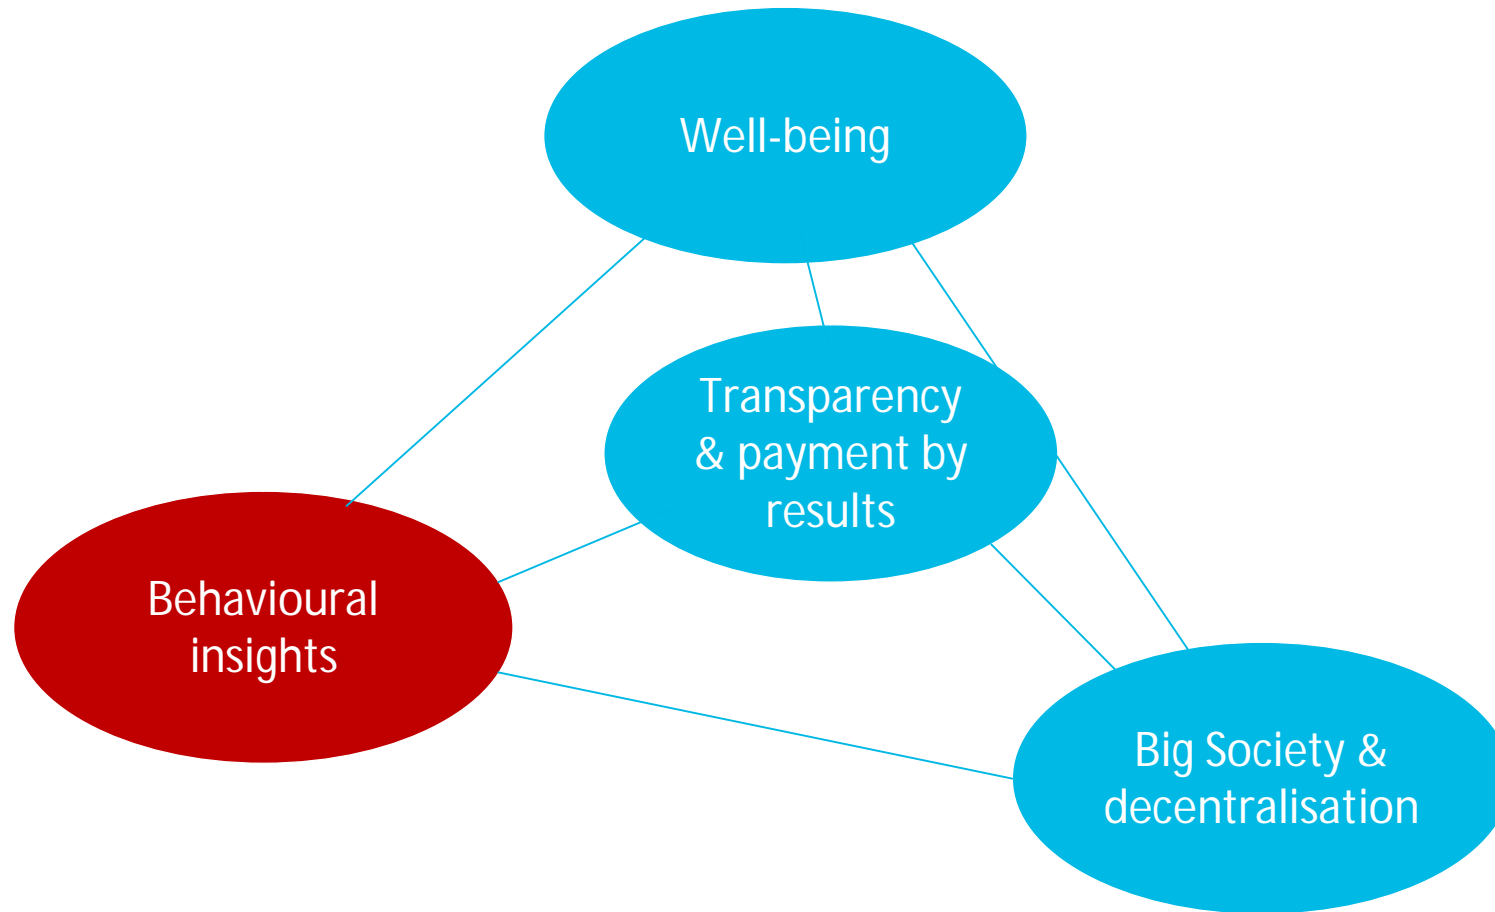 Well-being
Transparency
& payment by
results
Behavioural
insights
Big Society &
decentralisation